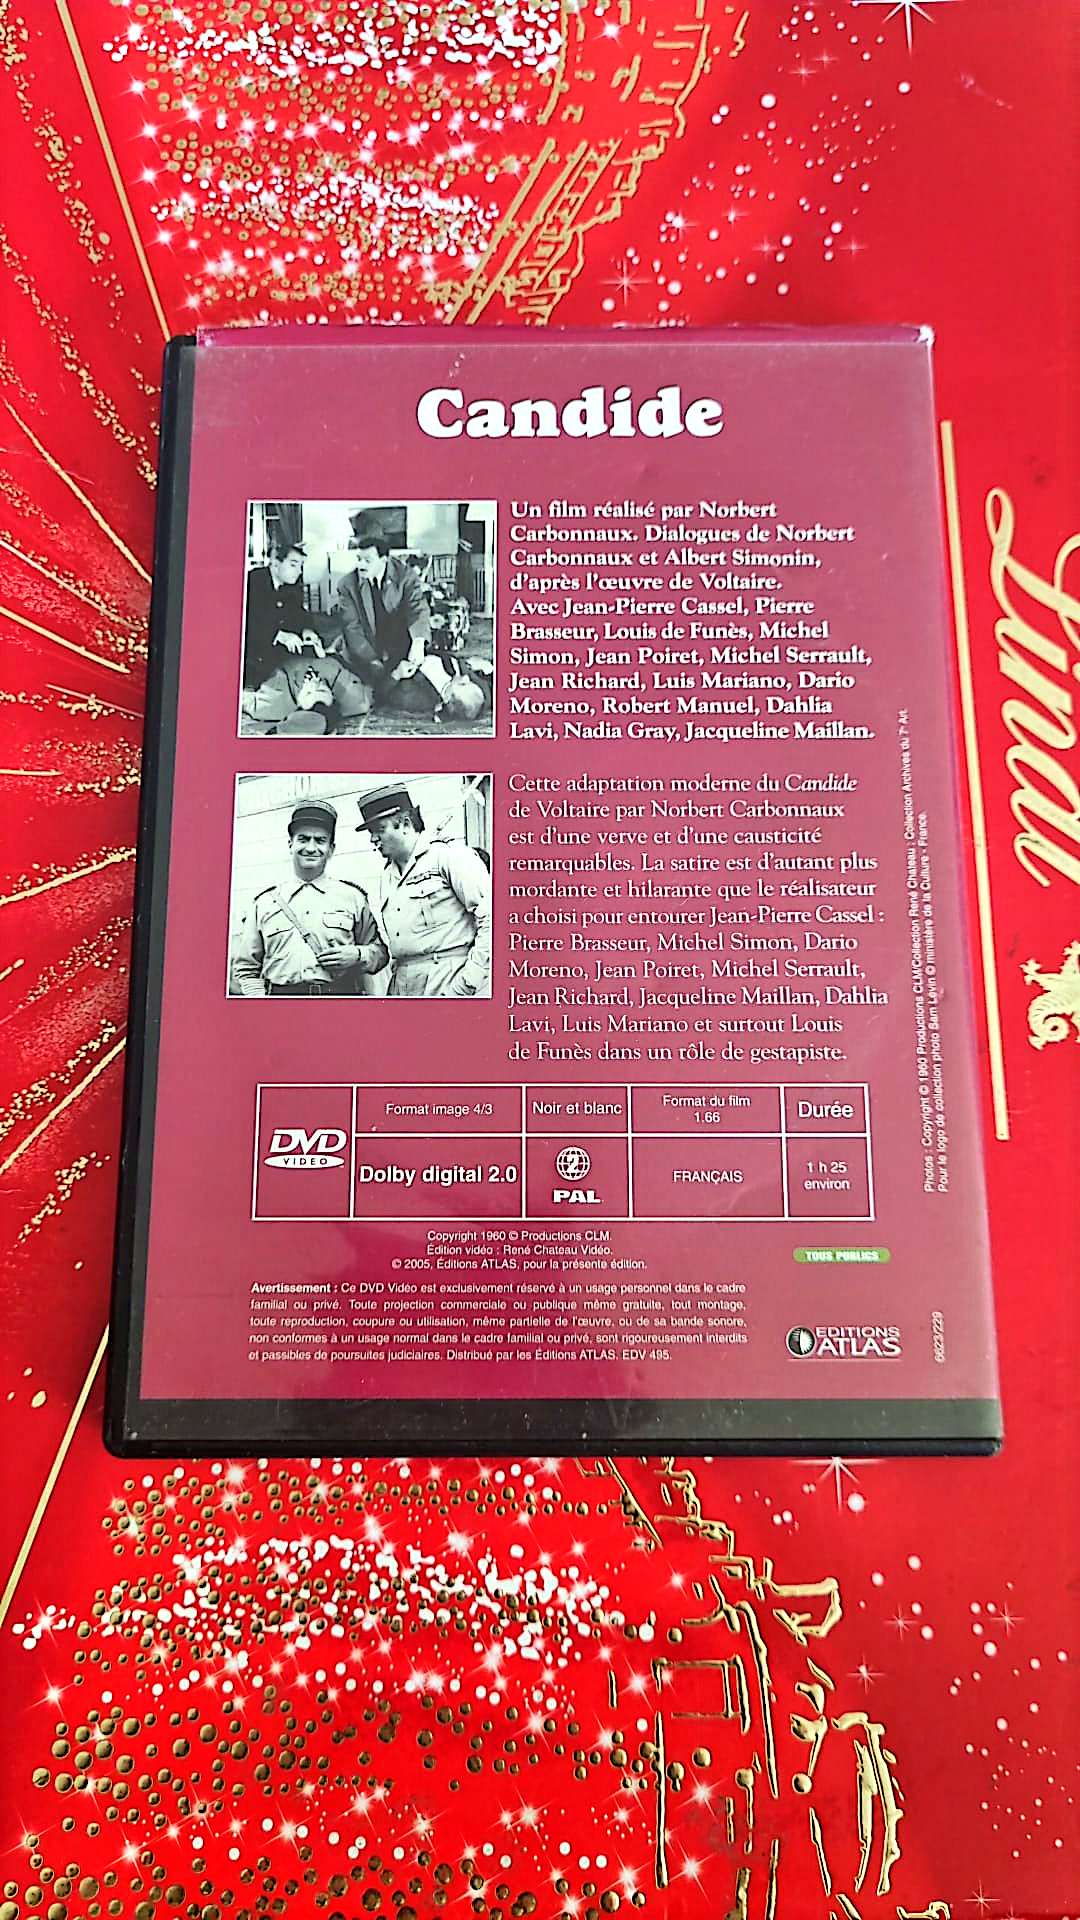 Candide
Un film réalisé par Norbert
Carbonnaux. Dialogues de Norbert
Carbonnaux et Albert Simonin,
d'après l'œuvre de Voltaire.
Avec Jean-Pierre Cassel, Pierre
Brasseur, Louis de Funès, Michel
Simon, Jean Poiret, Michel Serrault,
Jean Richard, Luis Mariano, Dario
Moreno, Robert Manuel, Dahlia
Lavi, Nadia Gray, Jacqueline Maillan.
Cette adaptation moderne du Candide
de Voltaire par Norbert Carbonnaux
est d'une verve et d'une causticité
remarquables. La satire est d'autant plus
mordante et hilarante que le réalisateur
a choisi pour entourer Jean-Pierre Cassel :
Pierre Brasseur, Michel Simon, Dario
Moreno, Jean Poiret, Michel Serrault,
Jean Richard, Jacqueline Maillan, Dahlia
Lavi, Luis Mariano et surtout Louis
de Funès dans un rôle de gestapiste.
Photos : Copyright © 1960 Productions CLM/Collection René Chateau ; Collection Archives du 7e Art.
Pour le logo de collection photo Sam Lévin © ministère de la Culture - France.
DVD
VIDEO
Format image 4/3
Noir et blanc
Format du film
1.66
Durée
Dolby digital 2.0
2
PAL
FRANÇAIS
1 h 25
environ
Copyright 1960 © Productions CLM.
Édition vidéo : René Chateau Vidéo.
© 2005, Éditions ATLAS, pour la présente édition.
TOUS PUBLICS
Avertissement : Ce DVD Vidéo est exclusivement réservé à un usage personnel dans le cadre
familial ou privé. Toute projection commerciale ou publique même gratuite, tout montage,
toute reproduction, coupure ou utilisation, même partielle de l'œuvre, ou de sa bande sonore,
non conformes à un usage normal dans le cadre familial ou privé, sont rigoureusement interdits
et passibles de poursuites judiciaires. Distribué par les Éditions ATLAS. EDV 495.
EDITIONS
ATLAS
6623/229
Lindt